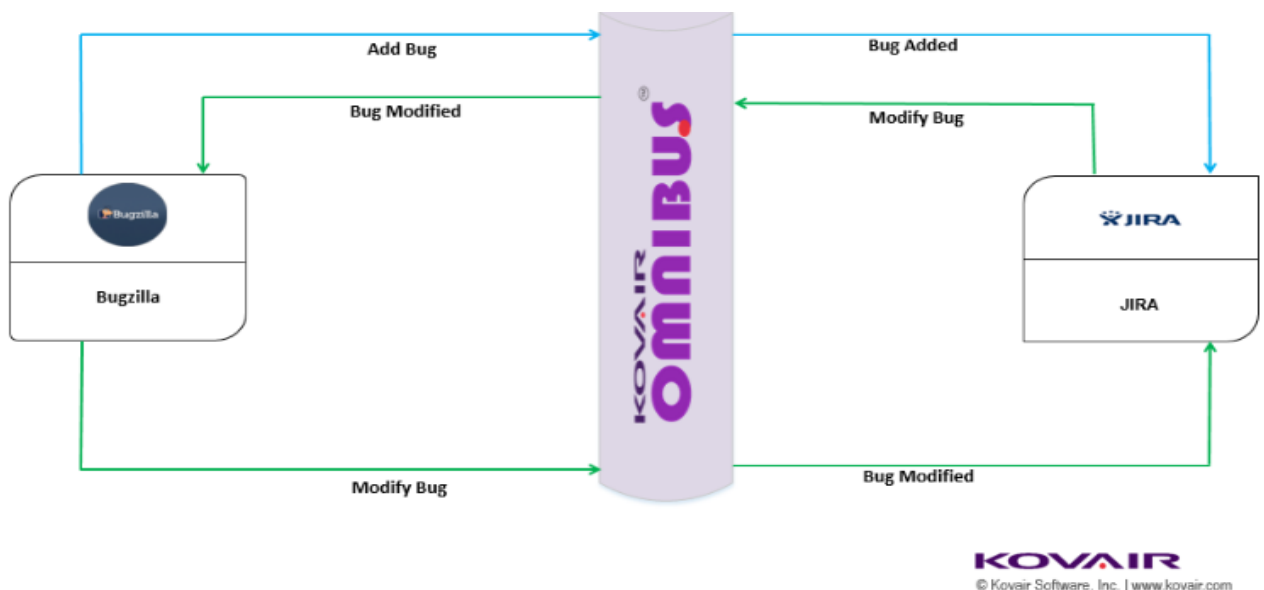 Add Bug
Bug Added
Bug Modified
Modify Bug
Bugzilla
Bugzilla
KOVAIR
OMNIBUS®
JIRA
JIRA
Modify Bug
Bug Modified
KOVAIR
© Kovair Software, Inc. | www.kovair.com